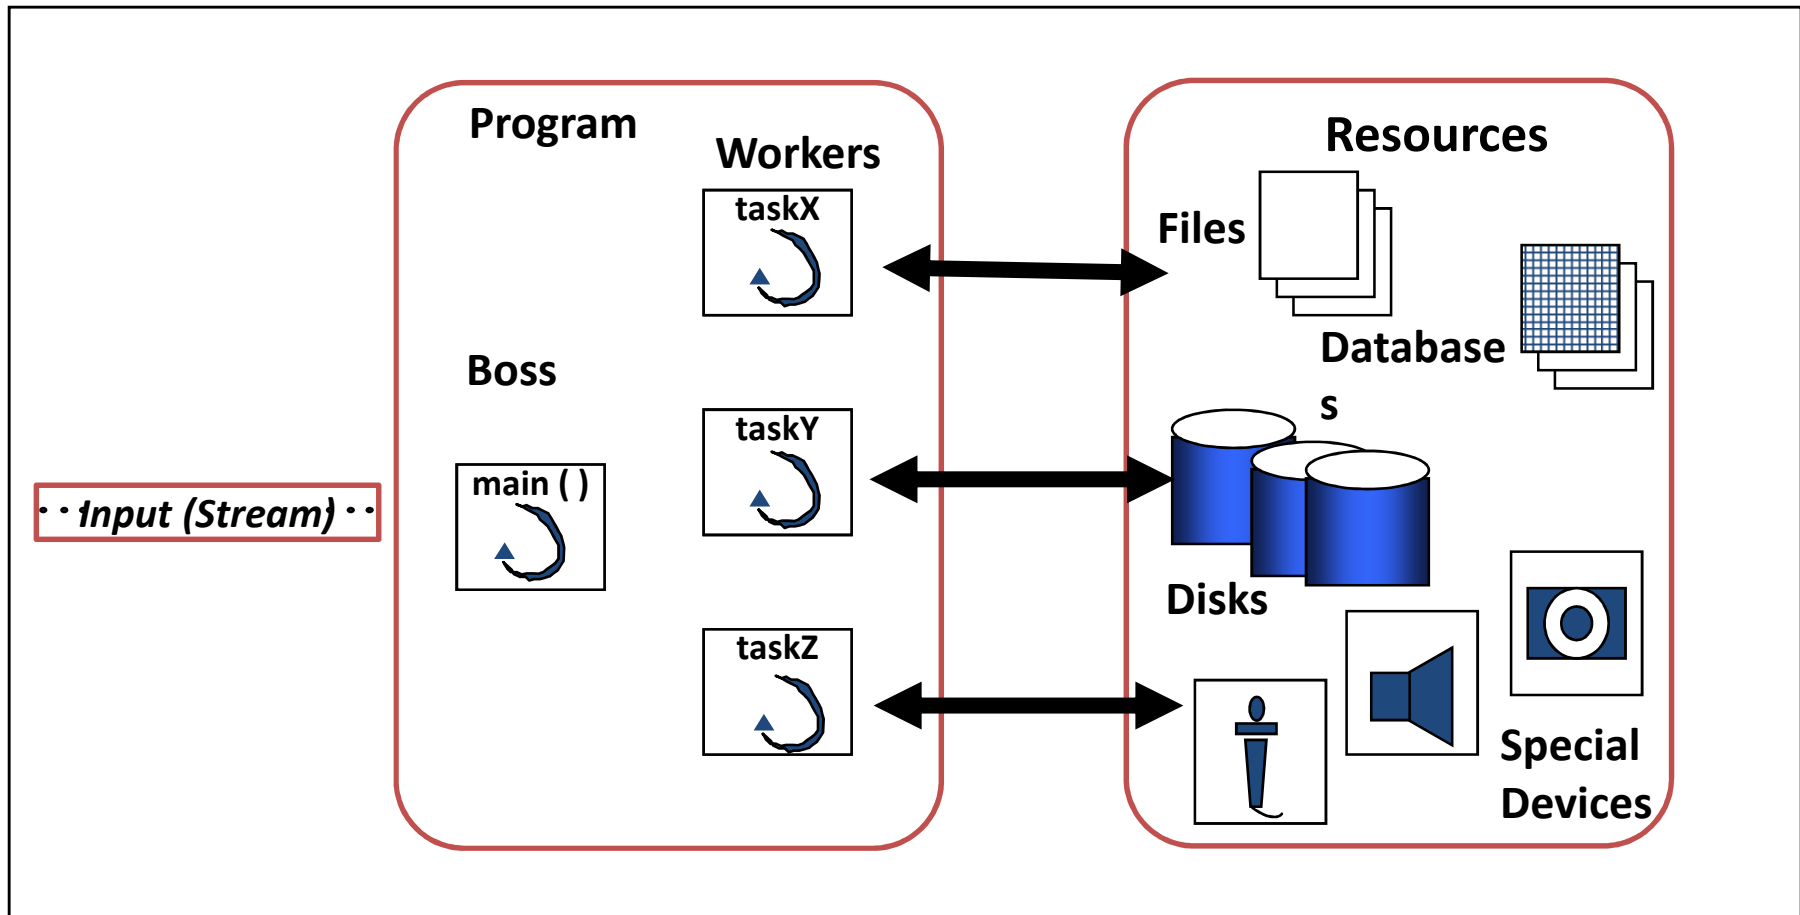 Program
Workers
taskX
Boss
taskY
main ( )
Input (Stream)
taskZ
Resources
Files
Database
s
Disks
Special
Devices